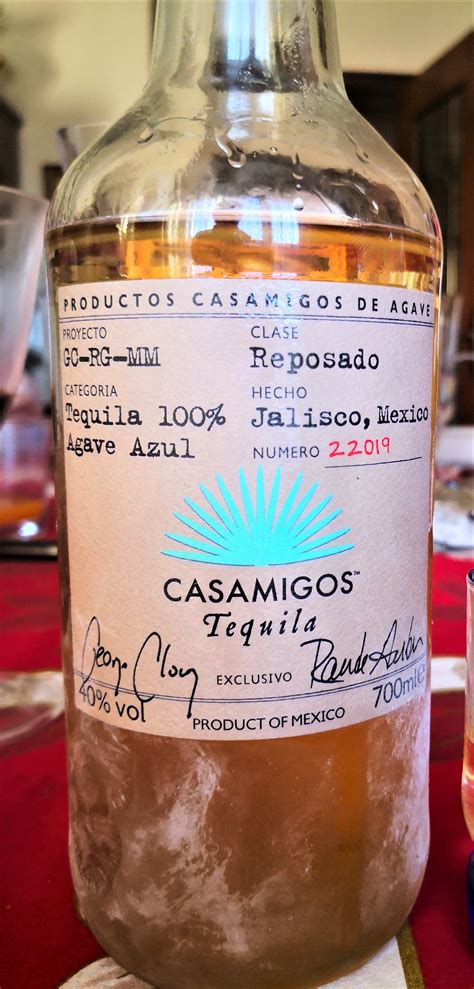 PRODUCTOS CASAMIGOS DE AGAVE
PROYECTO
GC-RG-MM
CLASE
Reposado
CATEGORIA
Tequila 100%
Agave Azul
HECHO
Jalisco, Mexico
NUMERO 22019
CASAMIGOS™
Tequila
EXCLUSIVO
40% vol
700ml e
PRODUCT OF MEXICO